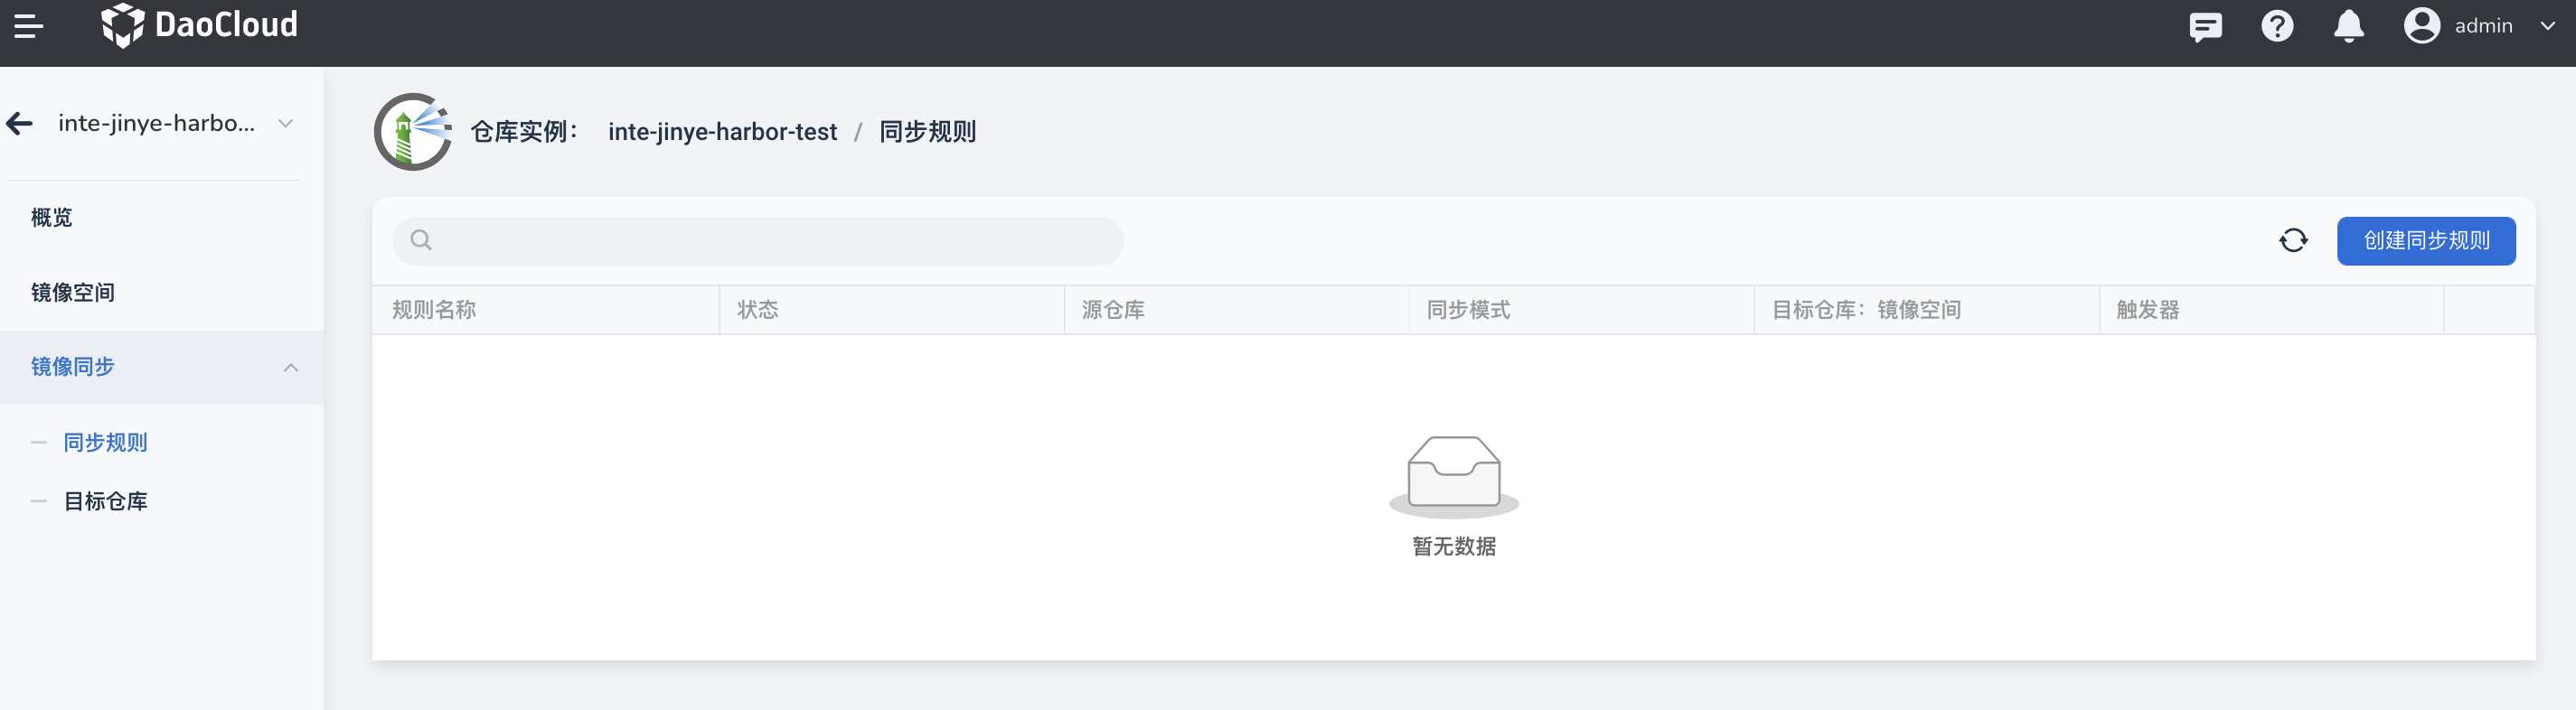 DaoCloud
admin
inte-jinye-harbo...
概览
镜像空间
镜像同步
同步规则
目标仓库
仓库实例： inte-jinye-harbor-test / 同步规则
创建同步规则
规则名称 状态 源仓库 同步模式 目标仓库：镜像空间 触发器
暂无数据